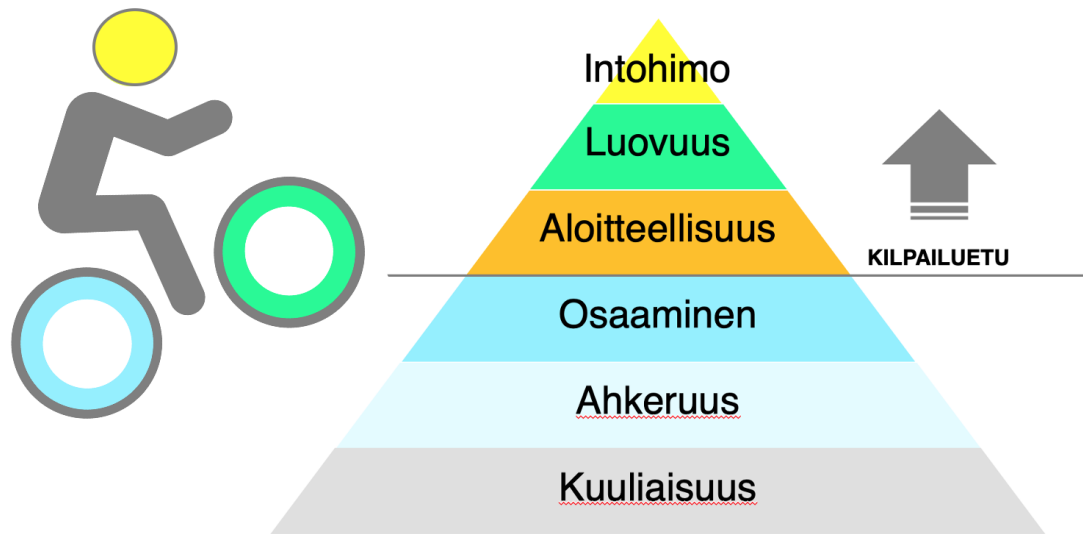 Intohimo
Luovuus
Aloitteellisuus
KILPAILUETU
Osaaminen
Ahkeruus
Kuuliaisuus